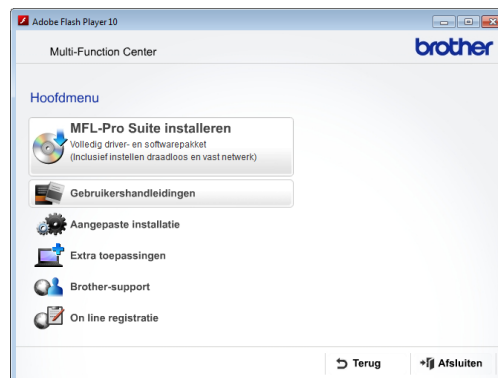 Adobe Flash Player 10
Multi-Function Center
brother
Hoofdmenu
MFL-Pro Suite installeren
Volledig driver- en softwarepakket
(Inclusief instellen draadloos en vast netwerk)
Gebruikershandleidingen
Aangepaste installatie
Extra toepassingen
Brother-support
On line registratie
Terug
Afsluiten